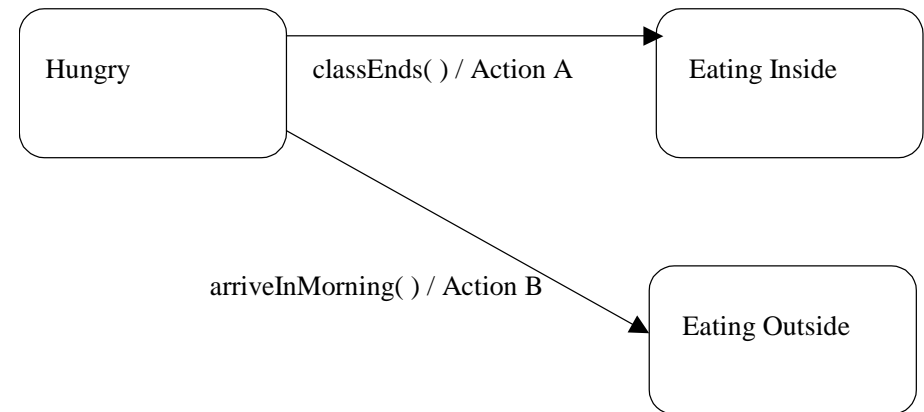 Hungry
classEnds( ) / Action A
Eating Inside
arriveInMorning( ) / Action B
Eating Outside